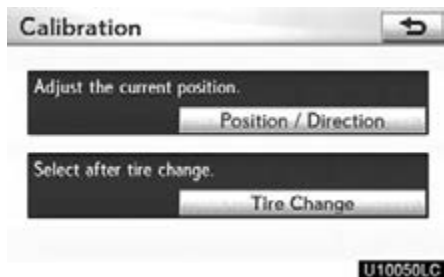 Calibration
Adjust the current position.
Position / Direction
Select after tire change.
Tire Change
U10050LC